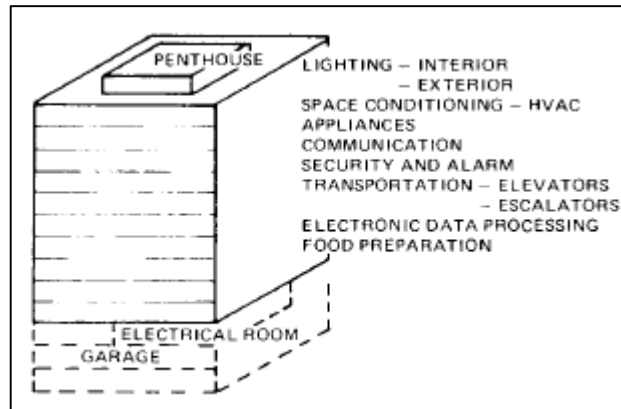 PENTHOUSE
LIGHTING – INTERIOR
– EXTERIOR
SPACE CONDITIONING – HVAC
APPLIANCES
COMMUNICATION
SECURITY AND ALARM
TRANSPORTATION – ELEVATORS
– ESCALATORS
ELECTRONIC DATA PROCESSING
FOOD PREPARATION
ELECTRICAL ROOM
GARAGE